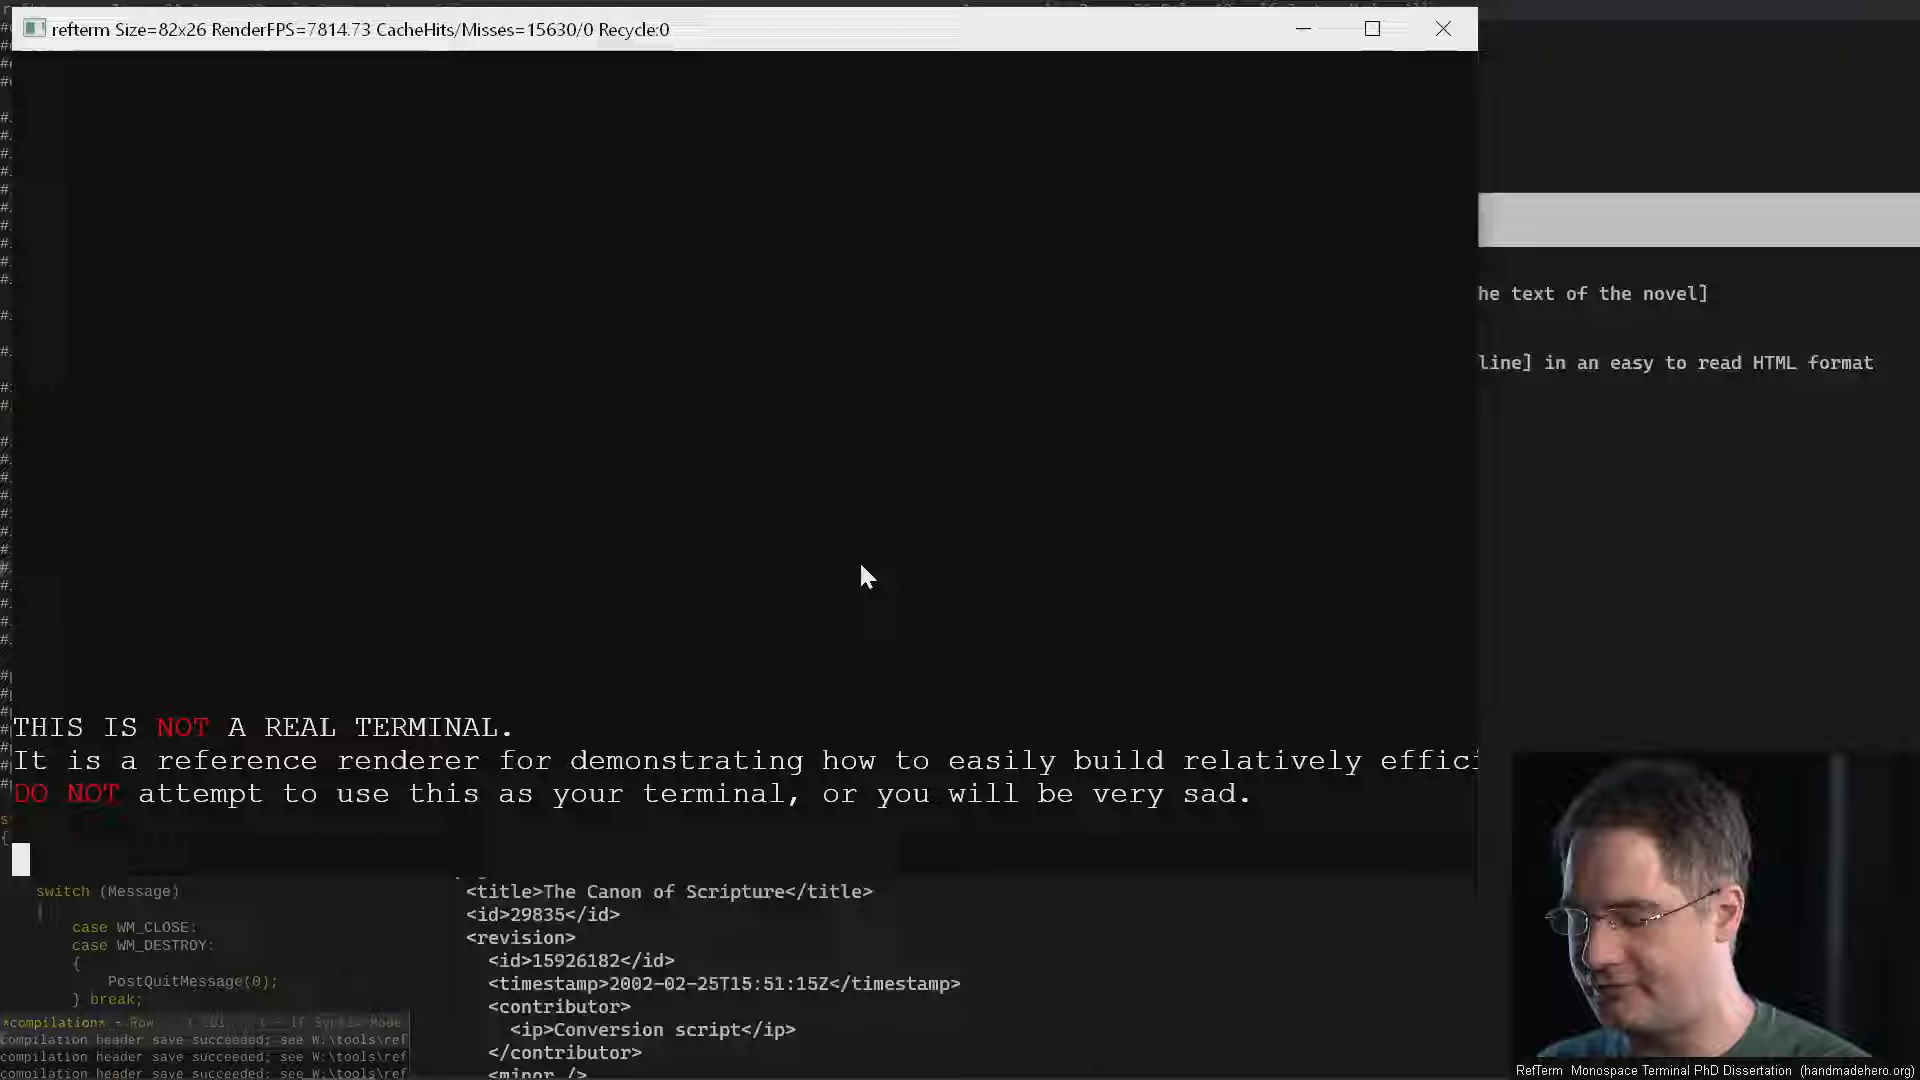 refterm Size=82x26 RenderFPS=7814.73 CacheHits/Misses=15630/0 Recycle:0
he text of the novel]
line] in an easy to read HTML format
THIS IS NOT A REAL TERMINAL.
It is a reference renderer for demonstrating how to easily build relatively effici
DO NOT attempt to use this as your terminal, or you will be very sad.
switch (Message)
{
case WM_CLOSE:
case WM_DESTROY:
{
PostQuitMessage(0);
} break;
*compilation* - Row
Compilation header save succeeded; see W:\tools\ref
Compilation header save succeeded; see W:\tools\ref
compilation header save succeeded; see W:\tools\ref
<title>The Canon of Scripture</title>
<id>29835</id>
<revision>
<id>15926182</id>
<timestamp>2002-02-25T15:51:15Z</timestamp>
<contributor>
<ip>Conversion script</ip>
</contributor>
<minor />
RefTerm Monospace Terminal PhD Dissertation (handmadehero.org)